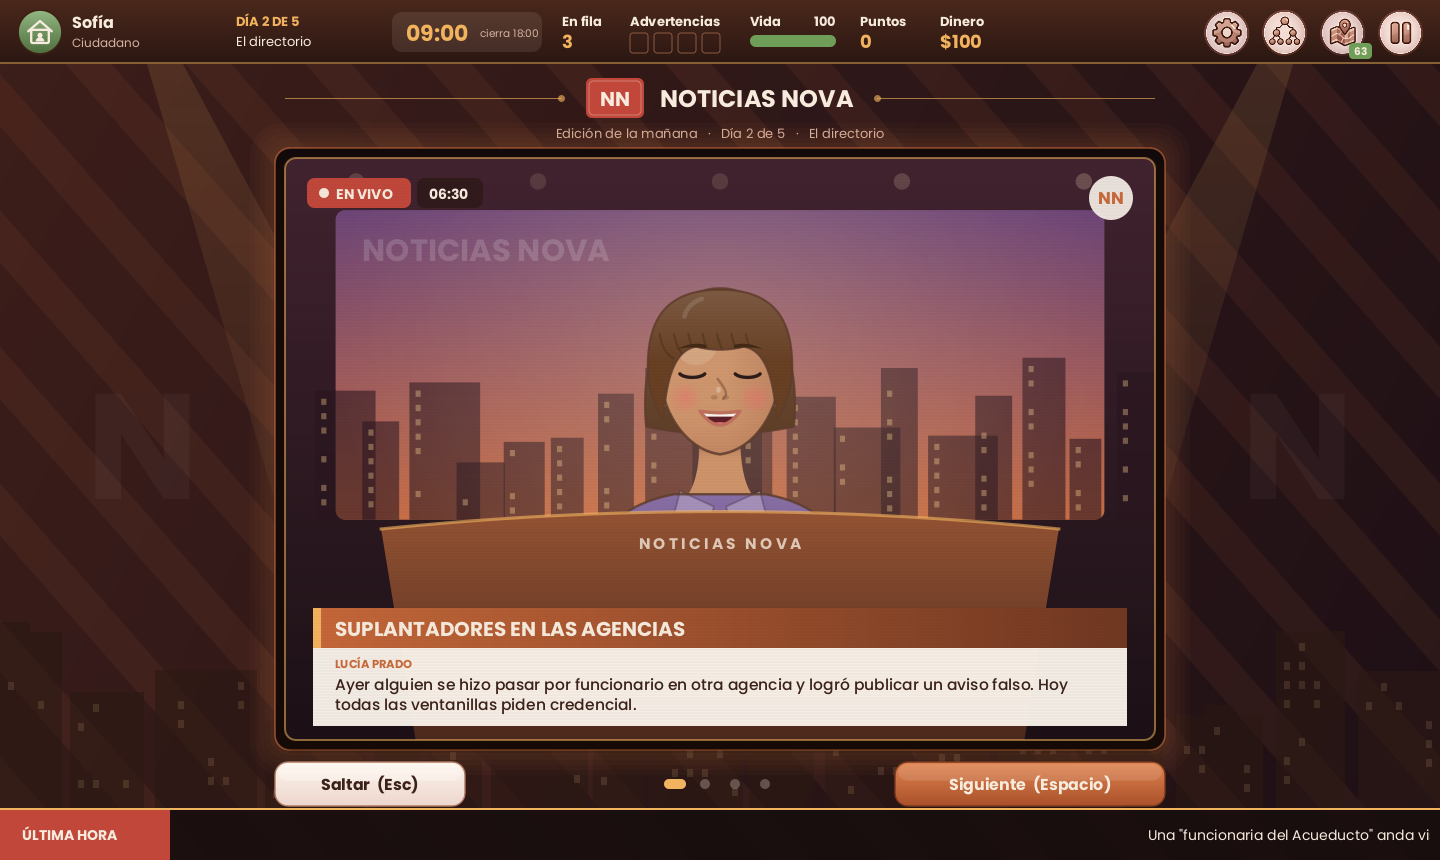 Sofía
Ciudadano
DÍA 2 DE 5
El directorio
09:00 cierra 18:00
En fila
3
Advertencias
Vida 100
Puntos
0
Dinero
$100
63
NN NOTICIAS NOVA
Edición de la mañana · Día 2 de 5 · El directorio
EN VIVO 06:30
NN
NOTICIAS NOVA
N
N
NOTICIAS NOVA
SUPLANTADORES EN LAS AGENCIAS
LUCÍA PRADO
Ayer alguien se hizo pasar por funcionario en otra agencia y logró publicar un aviso falso. Hoy
todas las ventanillas piden credencial.
Saltar (Esc)
Siguiente (Espacio)
ÚLTIMA HORA
Una "funcionaria del Acueducto" anda vi